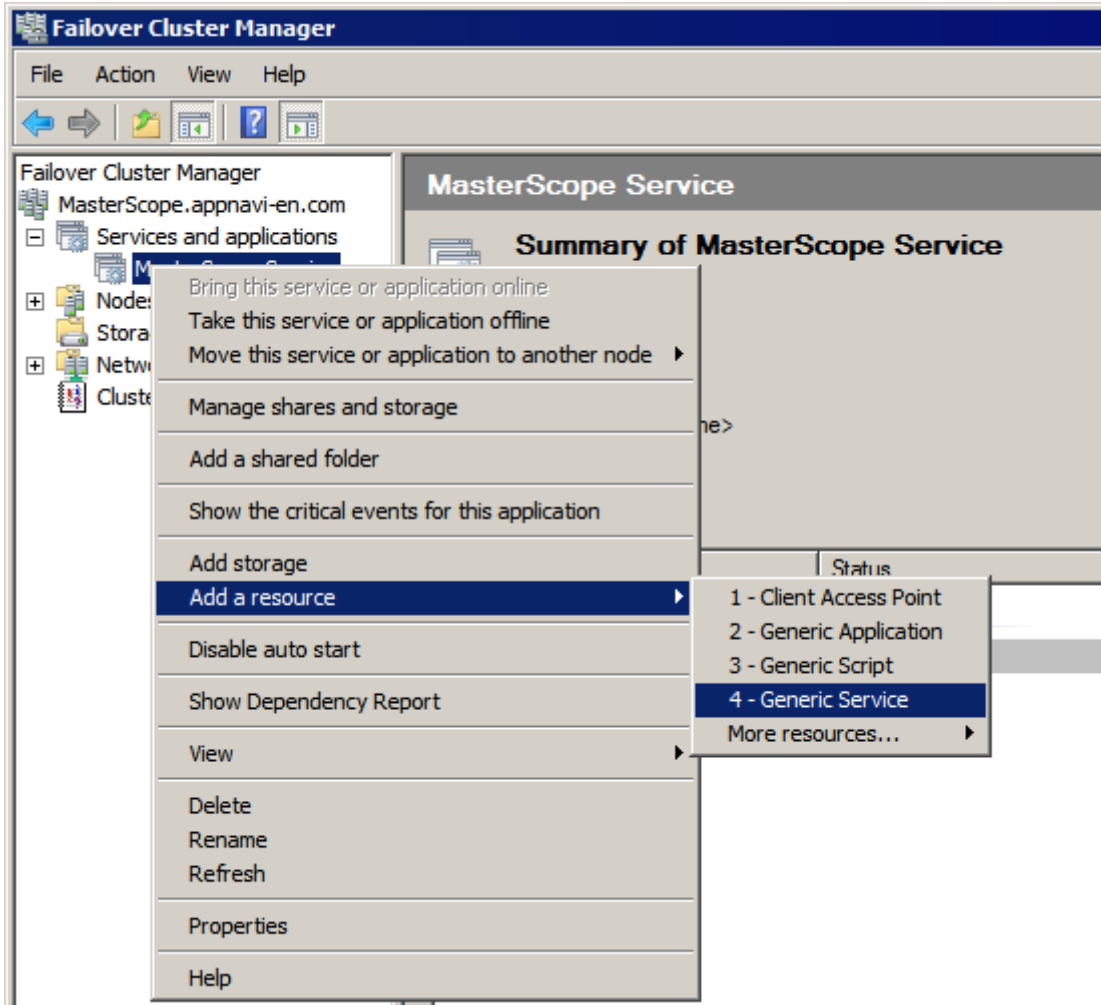 Failover Cluster Manager
File Action View Help
Failover Cluster Manager
MasterScope.appnavi-en.com
Services and applications
MasterScope Service
Summary of MasterScope Service
Bring this service or application online
Take this service or application offline
Move this service or application to another node
Manage shares and storage
Add a shared folder
Show the critical events for this application
Add storage
Add a resource
Disable auto start
Show Dependency Report
View
Delete
Rename
Refresh
Properties
Help
Status
1 - Client Access Point
2 - Generic Application
3 - Generic Script
4 - Generic Service
More resources...